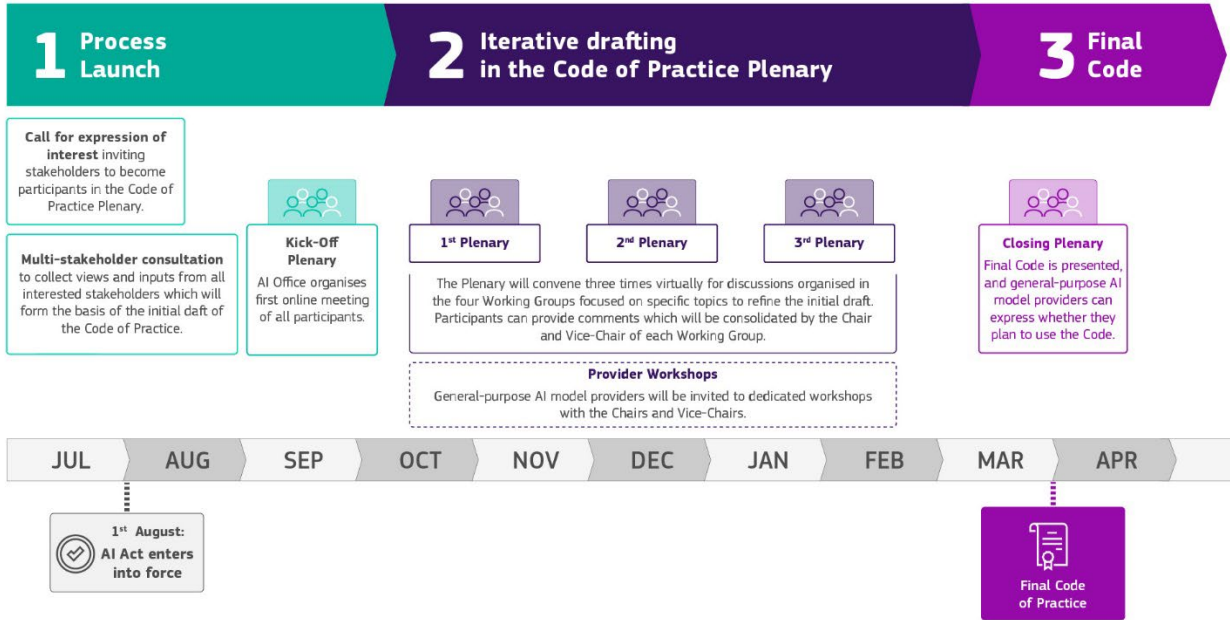 1 Process
Launch
2 Iterative drafting
in the Code of Practice Plenary
3 Final
Code
Call for expression of
interest inviting
stakeholders to become
participants in the Code of
Practice Plenary.
Multi-stakeholder consultation
to collect views and inputs from all
interested stakeholders which will
form the basis of the initial daft of
the Code of Practice.
Kick-Off
Plenary
AI Office organises
first online meeting
of all participants.
1st Plenary
2nd Plenary
3rd Plenary
The Plenary will convene three times virtually for discussions organised in
the four Working Groups focused on specific topics to refine the initial draft.
Participants can provide comments which will be consolidated by the Chair
and Vice-Chair of each Working Group.
Provider Workshops
General-purpose AI model providers will be invited to dedicated workshops
with the Chairs and Vice-Chairs.
Closing Plenary
Final Code is presented,
and general-purpose AI
model providers can
express whether they
plan to use the Code.
JUL AUG SEP OCT NOV DEC JAN FEB MAR APR
1st August:
AI Act enters
into force
Final Code
of Practice